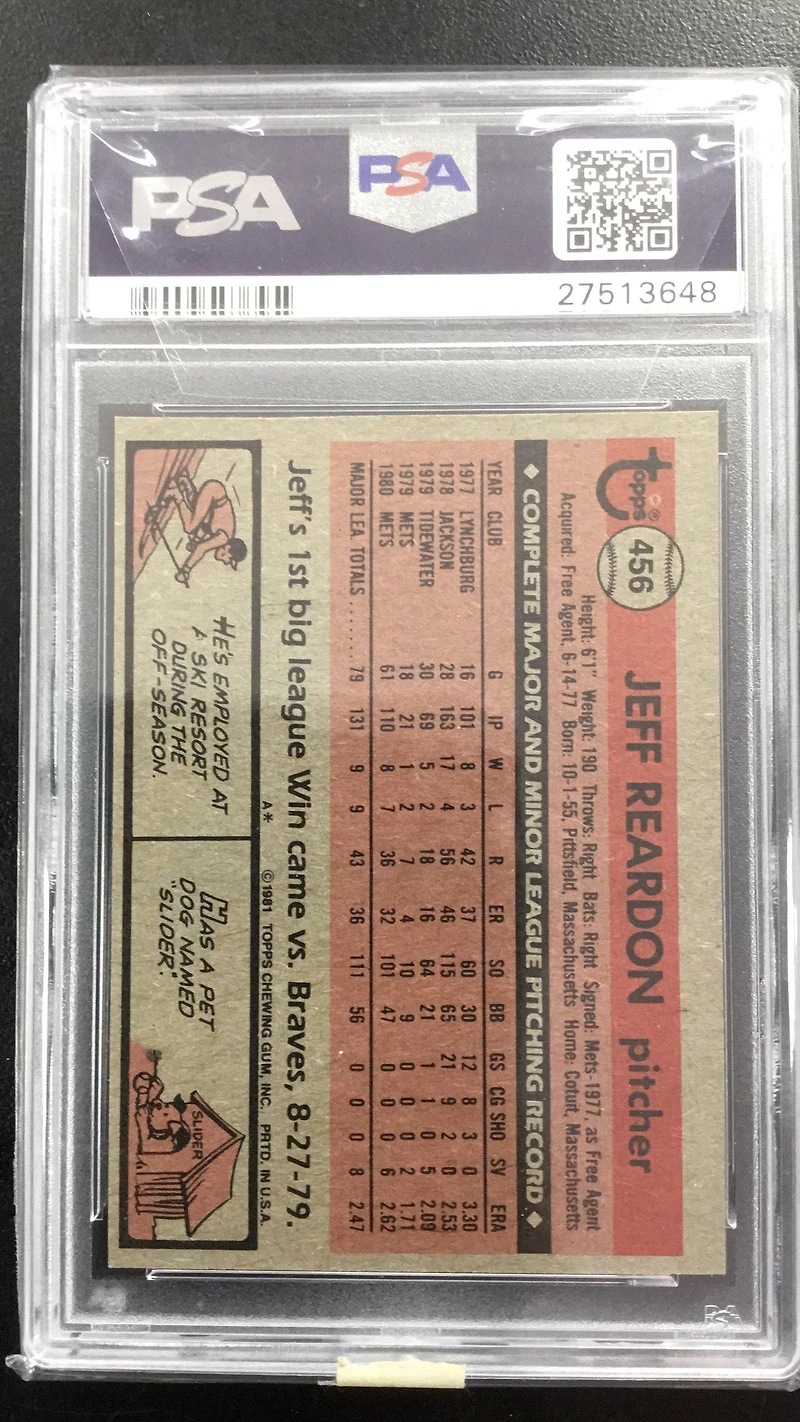 PSA
PSA
27513648
Topps®
456 JEFF REARDON pitcher
Height: 6'1" Weight: 190 Throws: Right Bats: Right Signed: Mets-1977, as Free Agent
Acquired: Free Agent, 6-14-77 Born: 10-1-55, Pittsfield, Massachusetts Home: Cotuit, Massachusetts
◆ COMPLETE MAJOR AND MINOR LEAGUE PITCHING RECORD ◆
YEAR CLUB G IP W L R ER SO BB GS CG SHO SV ERA
1977 LYNCHBURG 16 101 8 3 42 37 60 30 12 8 3 0 3.30
1978 JACKSON 28 163 17 4 56 46 115 65 21 9 2 0 2.53
1979 TIDEWATER 30 69 5 2 18 16 64 21 1 1 0 5 2.09
1979 METS 18 21 1 2 7 4 10 9 0 0 0 2 1.71
1980 METS 61 110 8 7 36 32 101 47 0 0 0 6 2.62
MAJOR LEA. TOTALS ........ 79 131 9 9 43 36 111 56 0 0 0 8 2.47
Jeff's 1st big league Win came vs. Braves, 8-27-79.
A* ©1981 TOPPS CHEWING GUM, INC. PRTD. IN U.S.A.
HE'S EMPLOYED AT
A SKI RESORT
DURING THE
OFF-SEASON.
HAS A PET
DOG NAMED
"SLIDER."
SLIDER